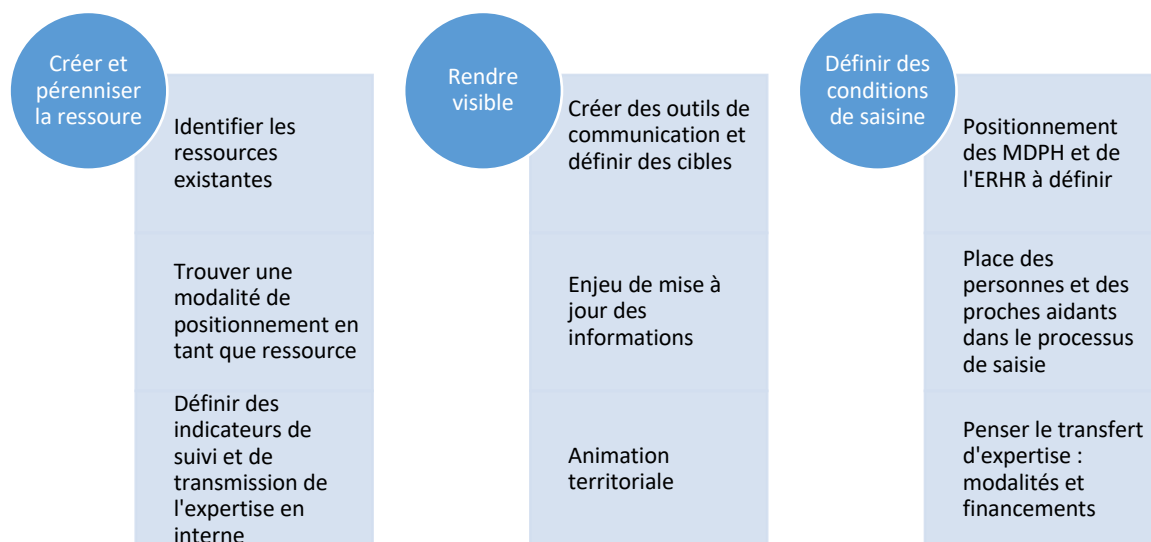 Créer et
pérenniser
la ressoure
Identifier les
ressources
existantes
Trouver une
modalité de
positionnement en
tant que ressource
Définir des
indicateurs de
suivi et de
transmission de
l'expertise en
interne
Rendre
visible
Créer des outils de
communication et
définir des cibles
Enjeu de mise à
jour des
informations
Animation
territoriale
Définir des
conditions
de saisine
Positionnement
des MDPH et de
l'ERHR à définir
Place des
personnes et des
proches aidants
dans le processus
de saisie
Penser le transfert
d'expertise :
modalités et
financements